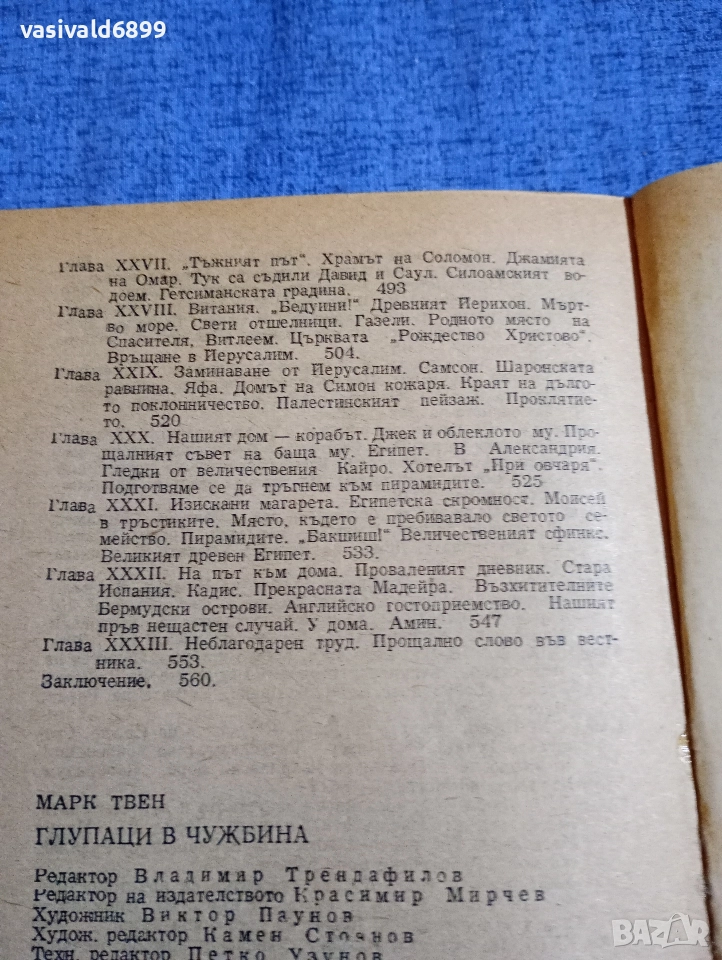 vasivald6899
Глава XXVII. „Тъжният път“. Храмът на Соломон. Джамията
на Омар. Тук са съдили Давид и Саул. Силоамският во-
доем. Гетсиманската градина. 493
Глава XXVIII. Витания. „Бедуини!“ Древният Йерихон. Мърт-
во море. Свети отшелници. Газели. Родното място на
Спасителя, Витлеем. Църквата „Рождество Христово“.
Връщане в Йерусалим. 504.
Глава XXIX. Заминаване от Йерусалим. Самсон. Шаронската
равнина. Яфа. Домът на Симон кожаря. Краят на дълго-
то поклонничество. Палестинският пейзаж. Проклятие-
то. 520
Глава XXX. Нашият дом — корабът. Джек и облеклото му. Про-
щалният съвет на баща му. Египет. В Александрия.
Гледки от величествения Кайро. Хотелът „При овчаря“.
Подготвяме се да тръгнем към пирамидите. 525
Глава XXXI. Изискани магарета. Египетска скромност. Мойсей
в тръстиките. Място, където е пребивавало светото се-
мейство. Пирамидите. „Бакшиш!“ Величественият сфинкс.
Великият древен Египет. 533.
Глава XXXII. На път към дома. Проваленият дневник. Стара
Испания. Кадис. Прекрасната Мадейра. Възхитителните
Бермудски острови. Английско гостоприемство. Нашият
пръв нещастен случай. У дома. Амин. 547
Глава XXXIII. Неблагодарен труд. Прощално слово във вест-
ника. 553.
Заключение. 560.
МАРК ТВЕН
ГЛУПАЦИ В ЧУЖБИНА
Редактор Владимир Трендафилов
Редактор на издателството Красимир Мирчев
Художник Виктор Паунов
Худож. редактор Камен Стоянов
Техн. редактор Петко Узунов
BAZAR